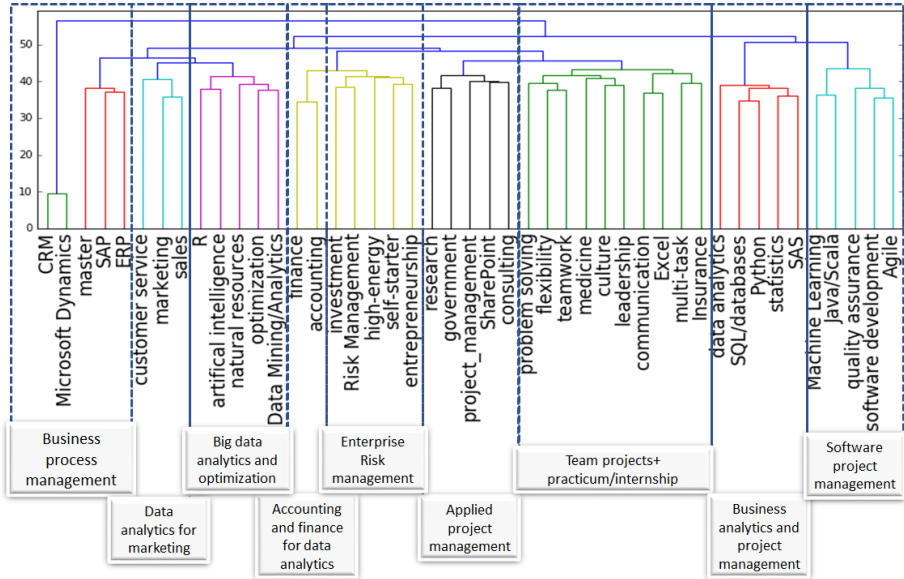 50
40
30
20
10
0
CRM
Microsoft Dynamics
master
SAP
ERP
customer service
marketing
sales
R
artifical intelligence
natural resources
optimization
Data Mining/Analytics
finance
accounting
investment
Risk Management
high-energy
self-starter
entrepreneurship
research
government
project_management
SharePoint
consulting
problem solving
flexibility
teamwork
medicine
culture
leadership
communication
Excel
multi-task
Insurance
data analytics
SQL/databases
Python
statistics
SAS
Machine Learning
Java/Scala
quality assurance
software development
Agile
Business
process
management
Data
analytics for
marketing
Big data
analytics and
optimization
Accounting
and finance
for data
analytics
Enterprise
Risk
management
Applied
project
management
Team projects+
practicum/internship
Business
analytics and
project
management
Software
project
management